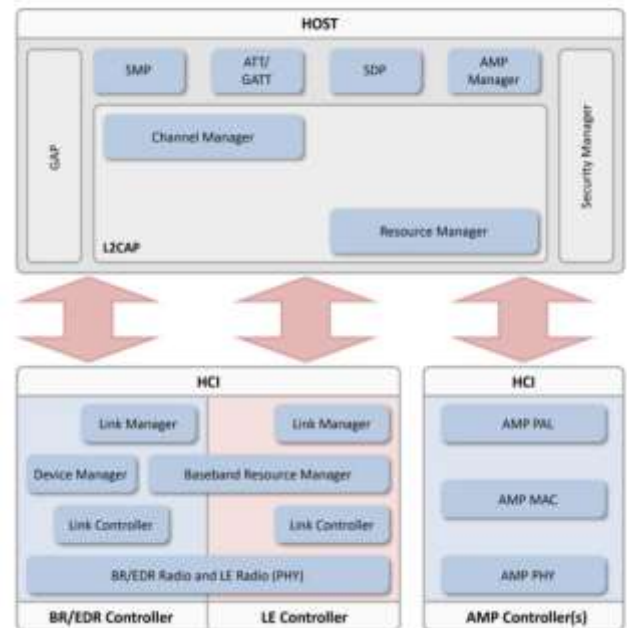 HOST
GAP
SMP
ATT/
GATT
SDP
AMP
Manager
Security Manager
Channel Manager
Resource Manager
L2CAP
HCI
Link Manager
Link Manager
Device Manager
Baseband Resource Manager
Link Controller
Link Controller
BR/EDR Radio and LE Radio (PHY)
BR/EDR Controller
LE Controller
HCI
AMP PAL
AMP MAC
AMP PHY
AMP Controller(s)